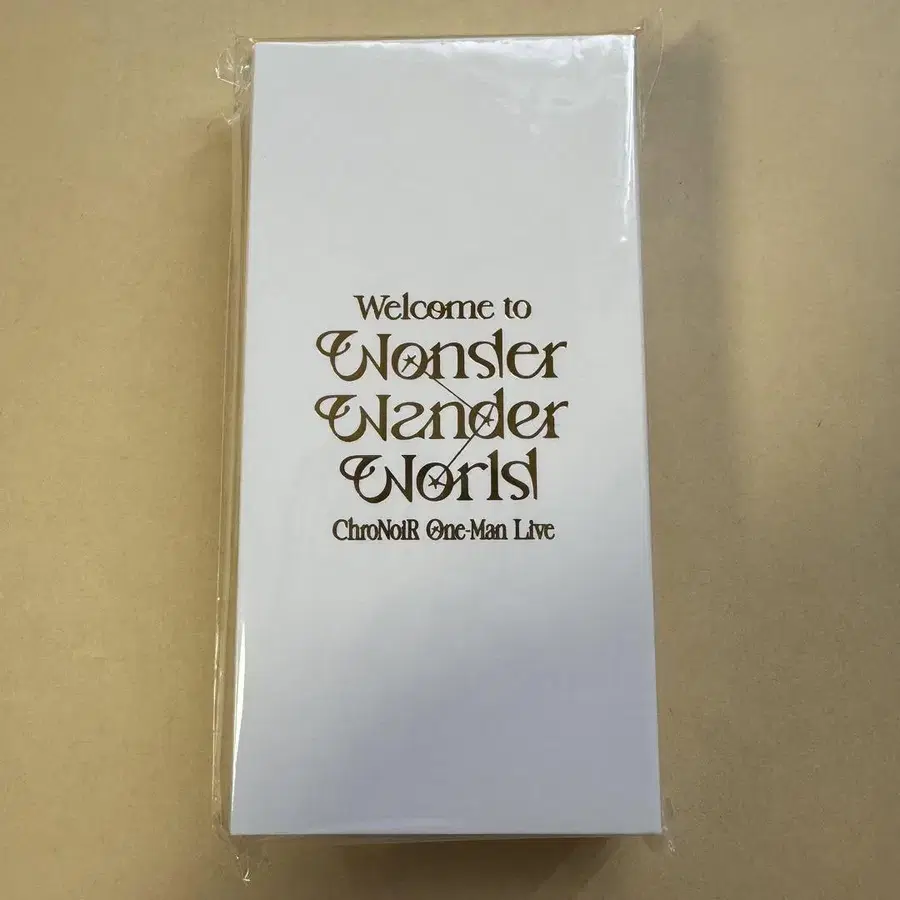 Welcome to
Wonder
Wander
World
ChroNoiR One-Man Live